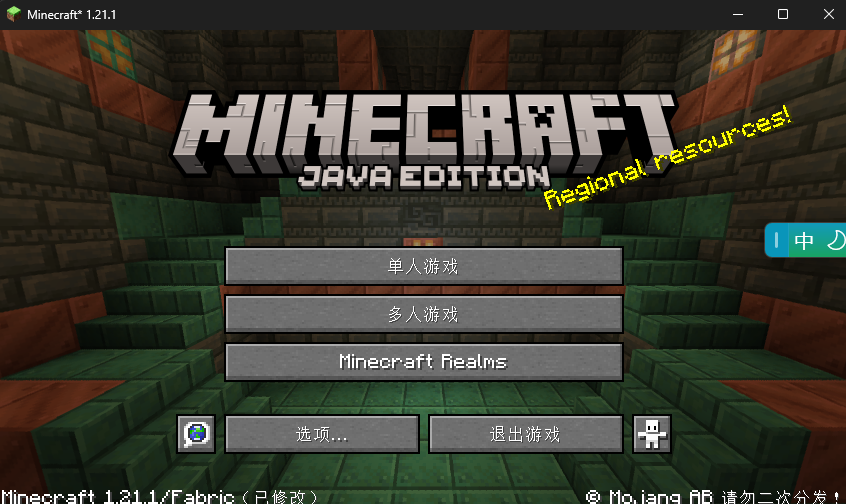 Minecraft* 1.21.1
MINECRAFT
JAVA EDITION
Regional resources!
中
单人游戏
多人游戏
Minecraft Realms
选项...
退出游戏
Minecraft 1.21.1/Fabric（已修改）
© Mojang AB 请勿二次分发！